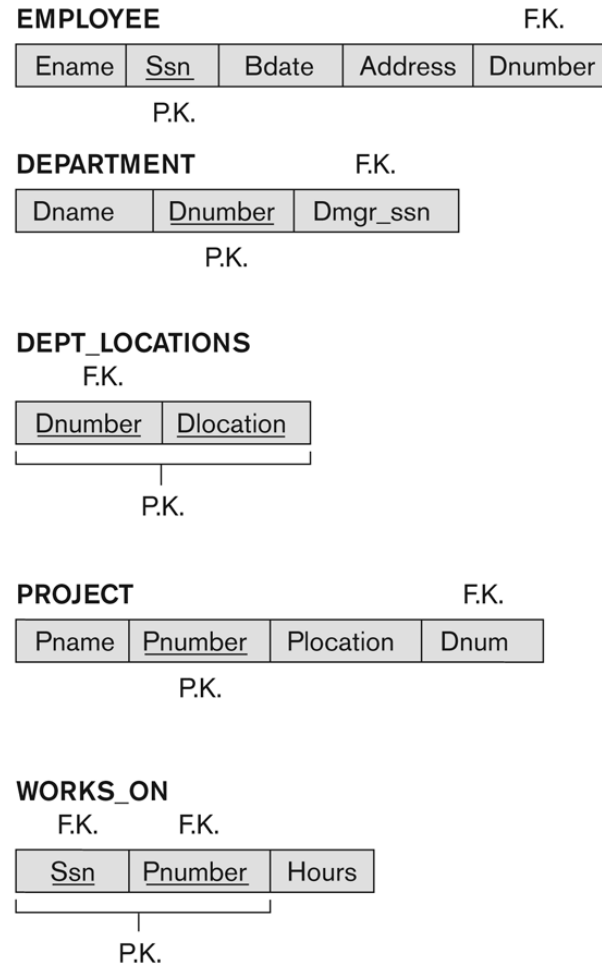 EMPLOYEE F.K.
Ename Ssn Bdate Address Dnumber
P.K.
DEPARTMENT F.K.
Dname Dnumber Dmgr_ssn
P.K.
DEPT_LOCATIONS
F.K.
Dnumber Dlocation
P.K.
PROJECT F.K.
Pname Pnumber Plocation Dnum
P.K.
WORKS_ON
F.K. F.K.
Ssn Pnumber Hours
P.K.